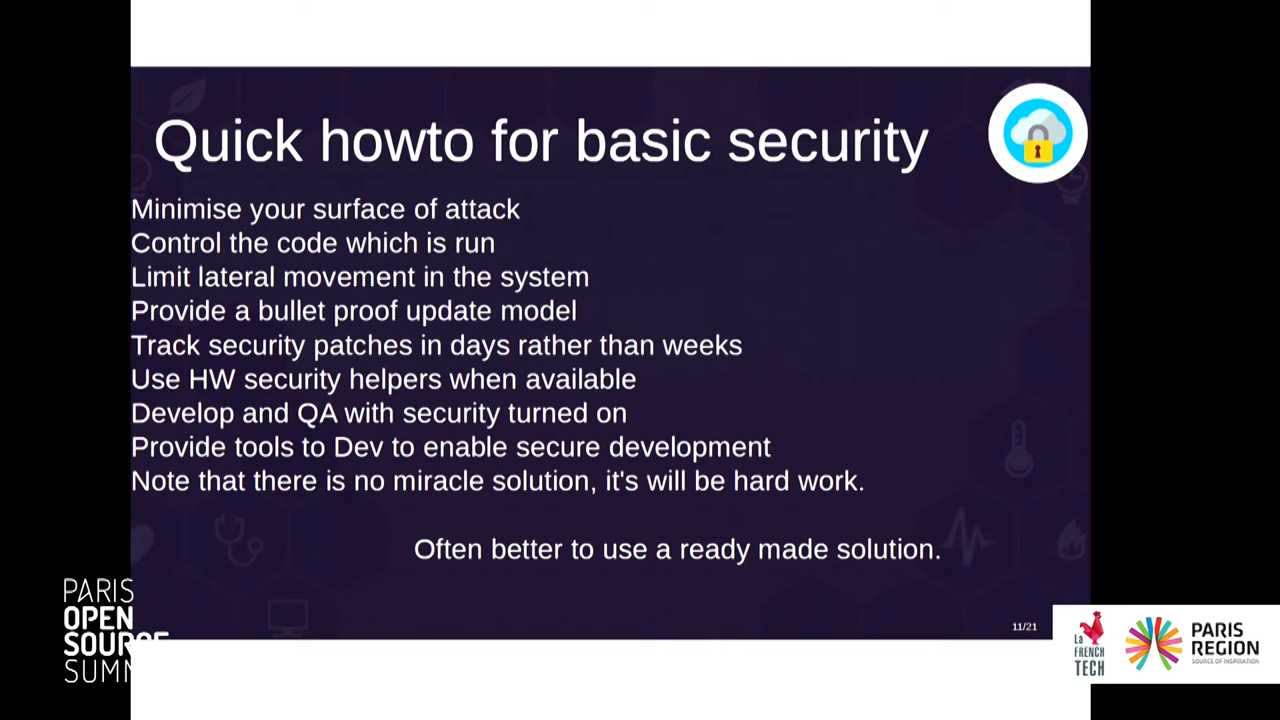 Quick howto for basic security
Minimise your surface of attack
Control the code which is run
Limit lateral movement in the system
Provide a bullet proof update model
Track security patches in days rather than weeks
Use HW security helpers when available
Develop and QA with security turned on
Provide tools to Dev to enable secure development
Note that there is no miracle solution, it's will be hard work.
Often better to use a ready made solution.
11/21
PARIS
OPEN
SOURCE
SUMM
La
FRENCH
TECH
PARIS
REGION
SOURCE OF INSPIRATION